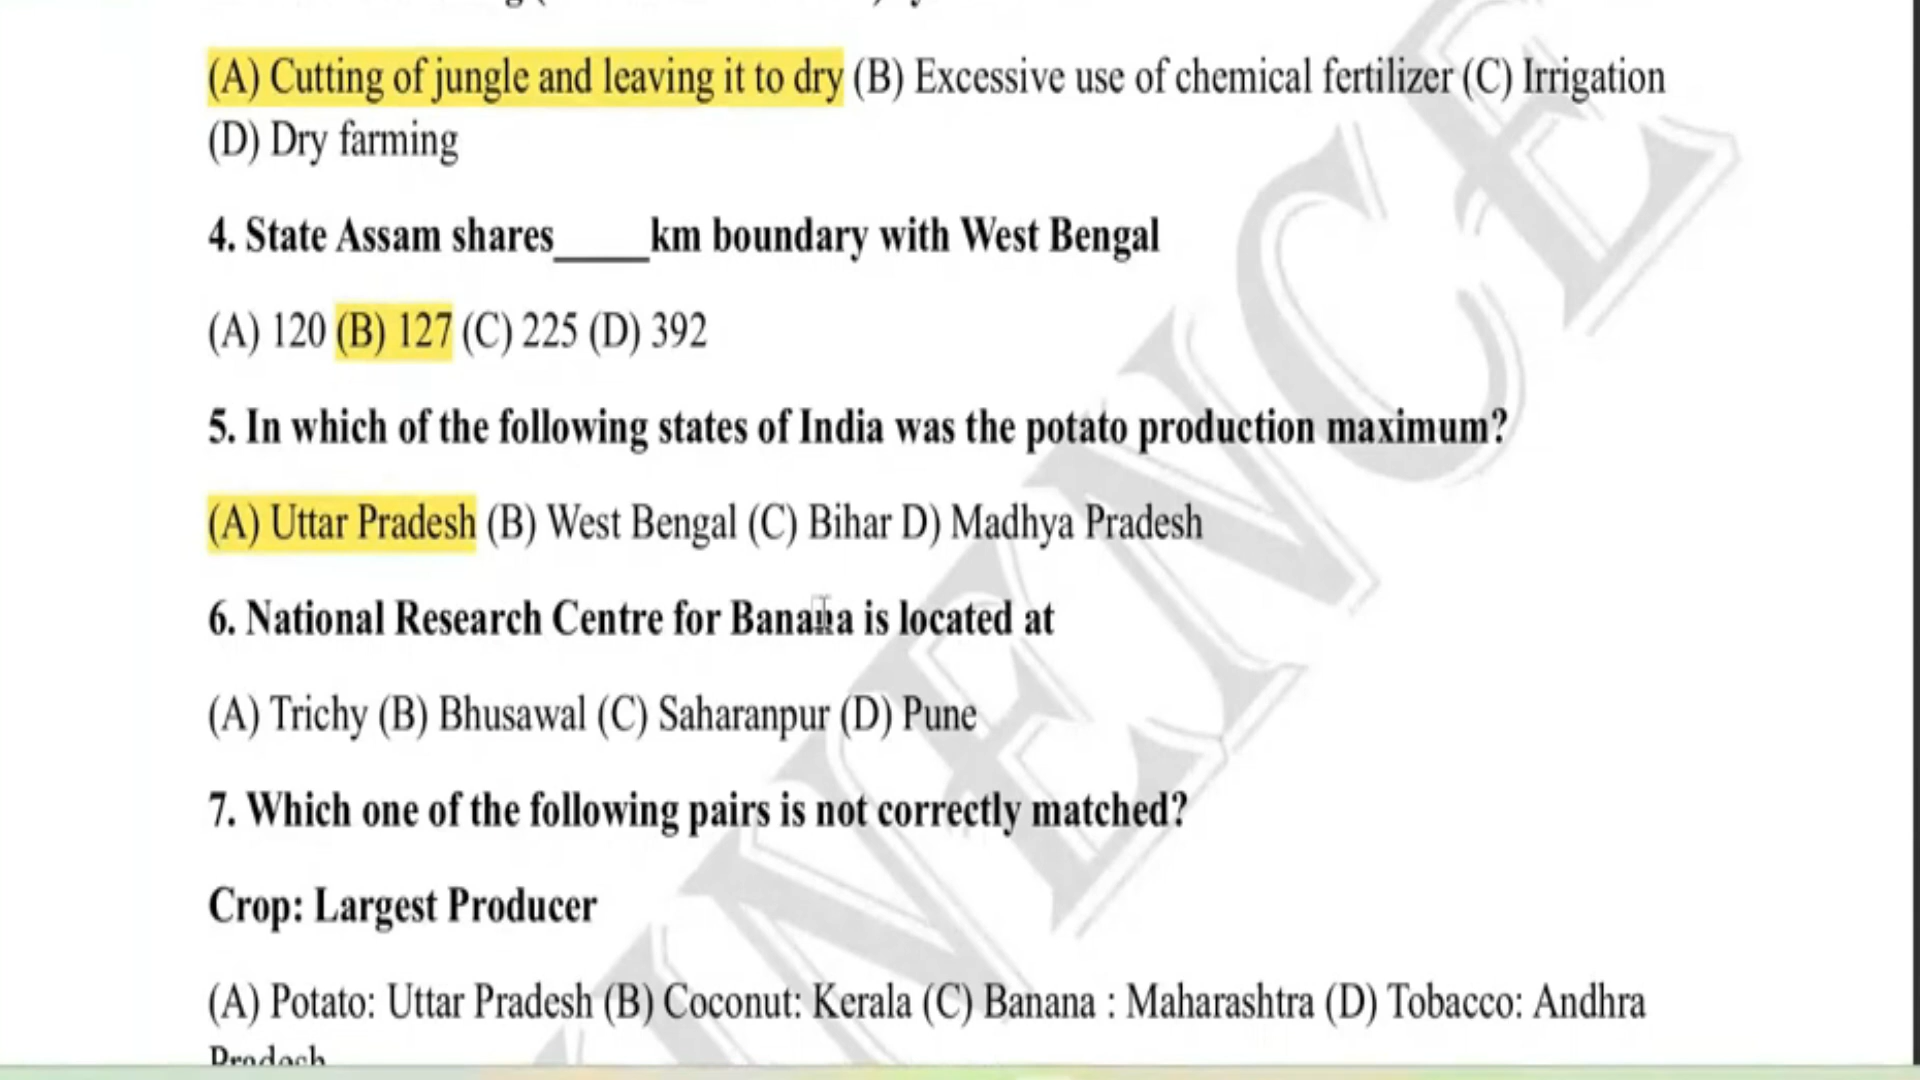 (A) Cutting of jungle and leaving it to dry (B) Excessive use of chemical fertilizer (C) Irrigation
(D) Dry farming
4. State Assam shares_____km boundary with West Bengal
(A) 120 (B) 127 (C) 225 (D) 392
5. In which of the following states of India was the potato production maximum?
(A) Uttar Pradesh (B) West Bengal (C) Bihar D) Madhya Pradesh
6. National Research Centre for Banana is located at
(A) Trichy (B) Bhusawal (C) Saharanpur (D) Pune
7. Which one of the following pairs is not correctly matched?
Crop: Largest Producer
(A) Potato: Uttar Pradesh (B) Coconut: Kerala (C) Banana : Maharashtra (D) Tobacco: Andhra
Pradesh